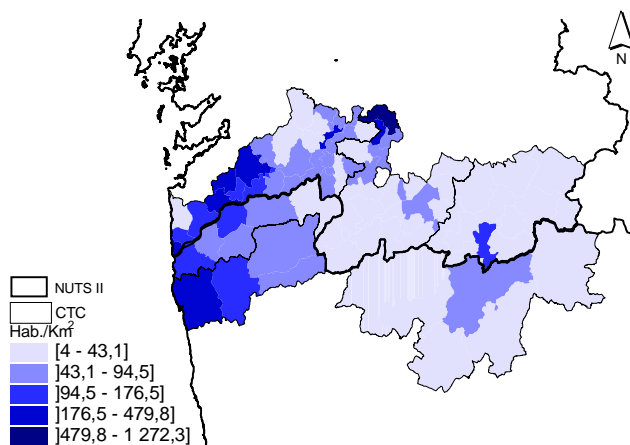 N
NUTS II
CTC
Hab./Km2
[4 - 43,1]
]43,1 - 94,5]
]94,5 - 176,5]
]176,5 - 479,8]
]479,8 - 1 272,3]